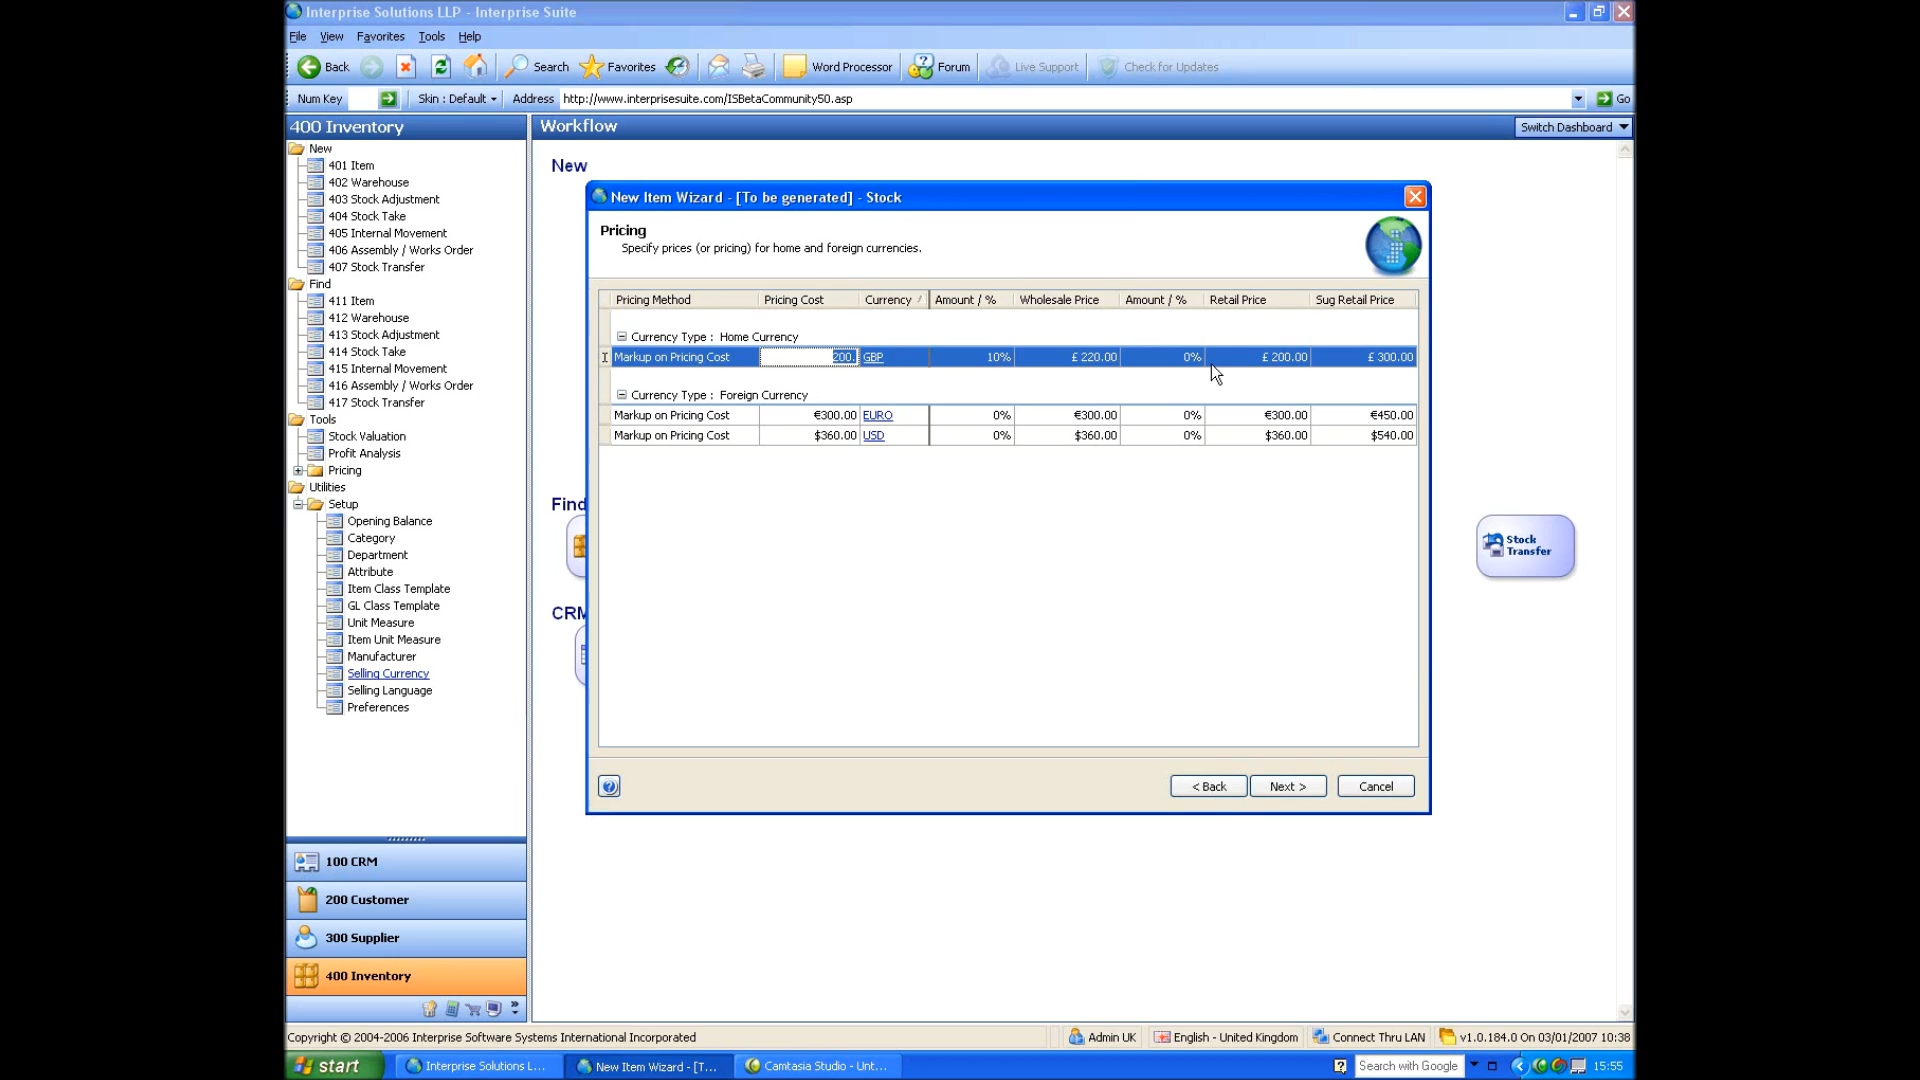 Interprise Solutions LLP - Interprise Suite
File View Favorites Tools Help
Back Search Favorites Word Processor Forum Live Support Check for Updates
Num Key Skin : Default Address http://www.interprisesuite.com/ISBetaCommunity50.asp Go
400 Inventory
New
401 Item
402 Warehouse
403 Stock Adjustment
404 Stock Take
405 Internal Movement
406 Assembly / Works Order
407 Stock Transfer
Find
411 Item
412 Warehouse
413 Stock Adjustment
414 Stock Take
415 Internal Movement
416 Assembly / Works Order
417 Stock Transfer
Tools
Stock Valuation
Profit Analysis
Pricing
Utilities
Setup
Opening Balance
Category
Department
Attribute
Item Class Template
GL Class Template
Unit Measure
Item Unit Measure
Manufacturer
Selling Currency
Selling Language
Preferences
100 CRM
200 Customer
300 Supplier
400 Inventory
Workflow Switch Dashboard
New
Find
CRM
Stock
Transfer
New Item Wizard - [To be generated] - Stock
Pricing
Specify prices (or pricing) for home and foreign currencies.
Pricing Method Pricing Cost Currency Amount / % Wholesale Price Amount / % Retail Price Sug Retail Price
Currency Type : Home Currency
Markup on Pricing Cost 200. GBP 10% £ 220.00 0% £ 200.00 £ 300.00
Currency Type : Foreign Currency
Markup on Pricing Cost €300.00 EURO 0% €300.00 0% €300.00 €450.00
Markup on Pricing Cost $360.00 USD 0% $360.00 0% $360.00 $540.00
< Back Next > Cancel
Copyright © 2004-2006 Interprise Software Systems International Incorporated Admin UK English - United Kingdom Connect Thru LAN v1.0.184.0 On 03/01/2007 10:38
start Interprise Solutions L... New Item Wizard - [T... Camtasia Studio - Unt... Search with Google 15:55